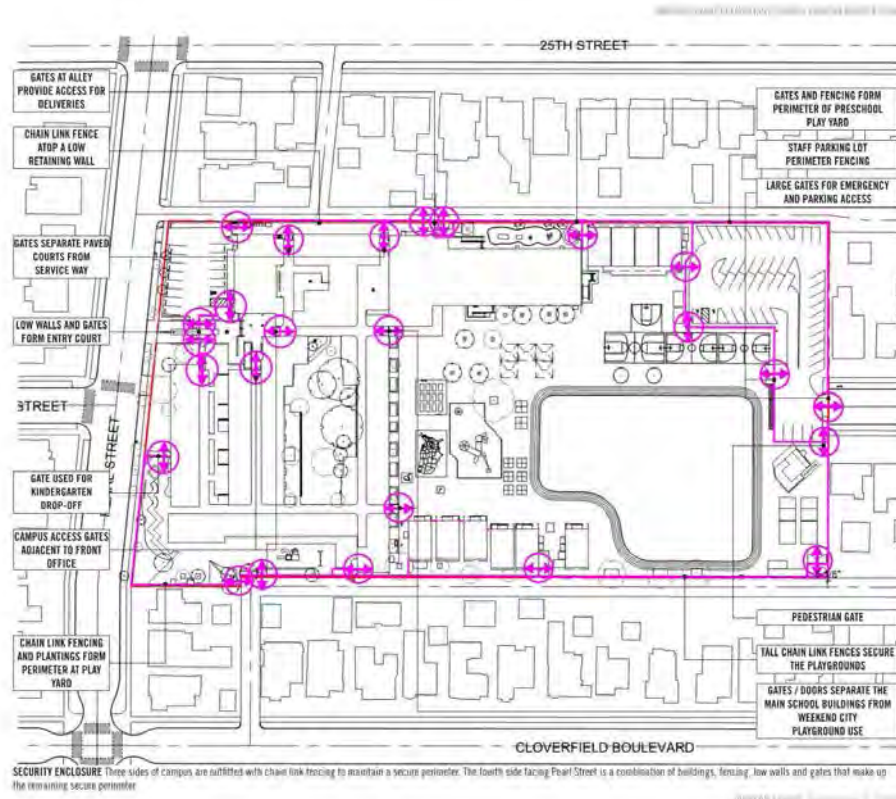 25TH STREET
GATES AT ALLEY
PROVIDE ACCESS FOR
DELIVERIES
CHAIN LINK FENCE
ATOP A LOW
RETAINING WALL
GATES SEPARATE PAVED
COURTS FROM
SERVICE WAY
LOW WALLS AND GATES
FORM ENTRY COURT
STREET
STREET
GATE USED FOR
KINDERGARTEN
DROP-OFF
CAMPUS ACCESS GATES
ADJACENT TO FRONT
OFFICE
CHAIN LINK FENCING
AND PLANTINGS FORM
PERIMETER AT PLAY
YARD
GATES AND FENCING FORM
PERIMETER OF PRESCHOOL
PLAY YARD
STAFF PARKING LOT
PERIMETER FENCING
LARGE GATES FOR EMERGENCY
AND PARKING ACCESS
PEDESTRIAN GATE
TALL CHAIN LINK FENCES SECURE
THE PLAYGROUNDS
GATES / DOORS SEPARATE THE
MAIN SCHOOL BUILDINGS FROM
WEEKEND CITY
PLAYGROUND USE
CLOVERFIELD BOULEVARD
SECURITY ENCLOSURE Three sides of campus are outfitted with chain link fencing to maintain a secure perimeter. The fourth side facing Pearl Street is a combination of buildings, fencing, low walls and gates that make up
the remaining secure perimeter